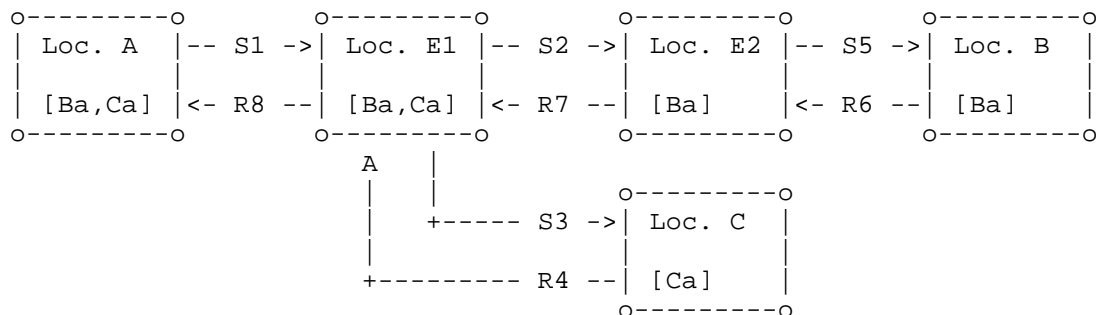 o---------o         o---------o         o---------o         o---------o
| Loc. A  |-- S1 ->| Loc. E1 |-- S2 ->| Loc. E2 |-- S5 ->| Loc. B  |
|         |        |         |        |         |        |         |
| [Ba,Ca] |<- R8 --| [Ba,Ca] |<- R7 --| [Ba]    |<- R6 --| [Ba]    |
o---------o         o---------o         o---------o         o---------o
                       A   |
                       |   |            o---------o
                       |   +----- S3 ->| Loc. C  |
                       |               |         |
                       +--------- R4 --| [Ca]    |
                                        o---------o